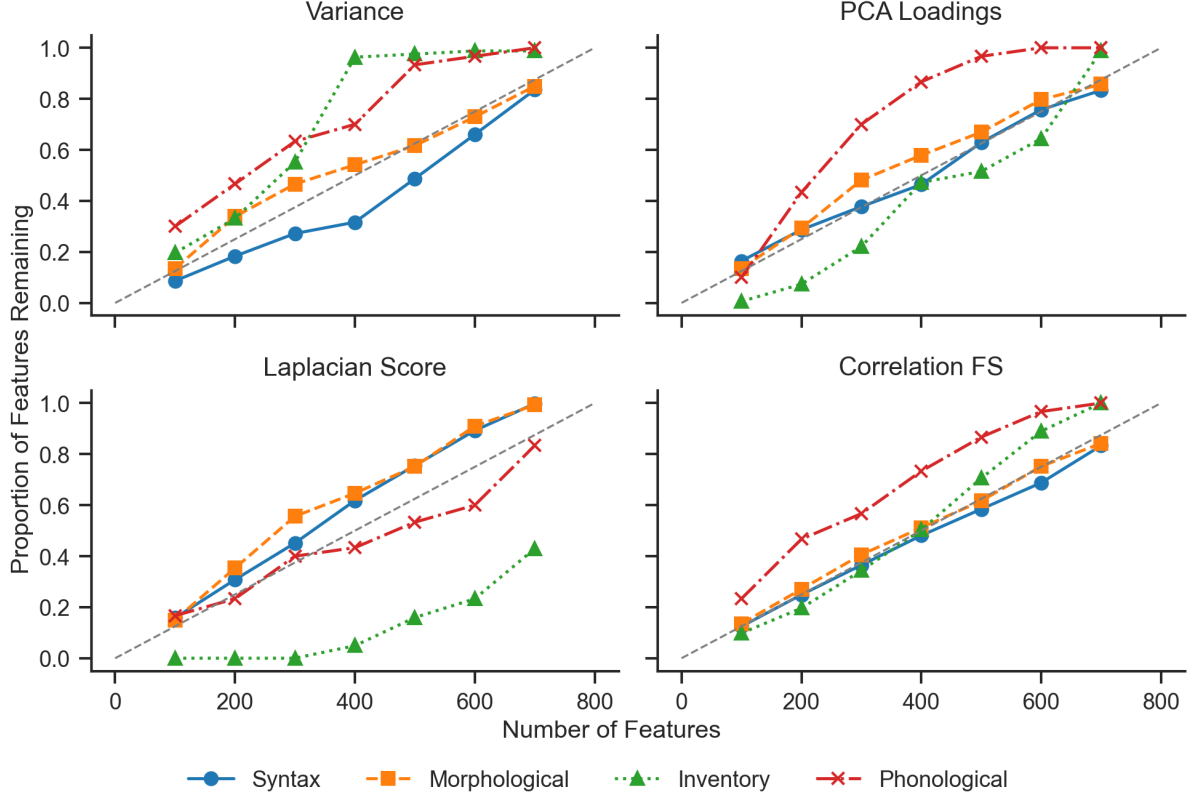 Variance
PCA Loadings
1.0
0.8
0.6
0.4
0.2
0.0
Laplacian Score
Correlation FS
1.0
0.8
0.6
0.4
0.2
0.0
Proportion of Features Remaining
0 200 400 600 800
0 200 400 600 800
Number of Features
Syntax Morphological Inventory Phonological